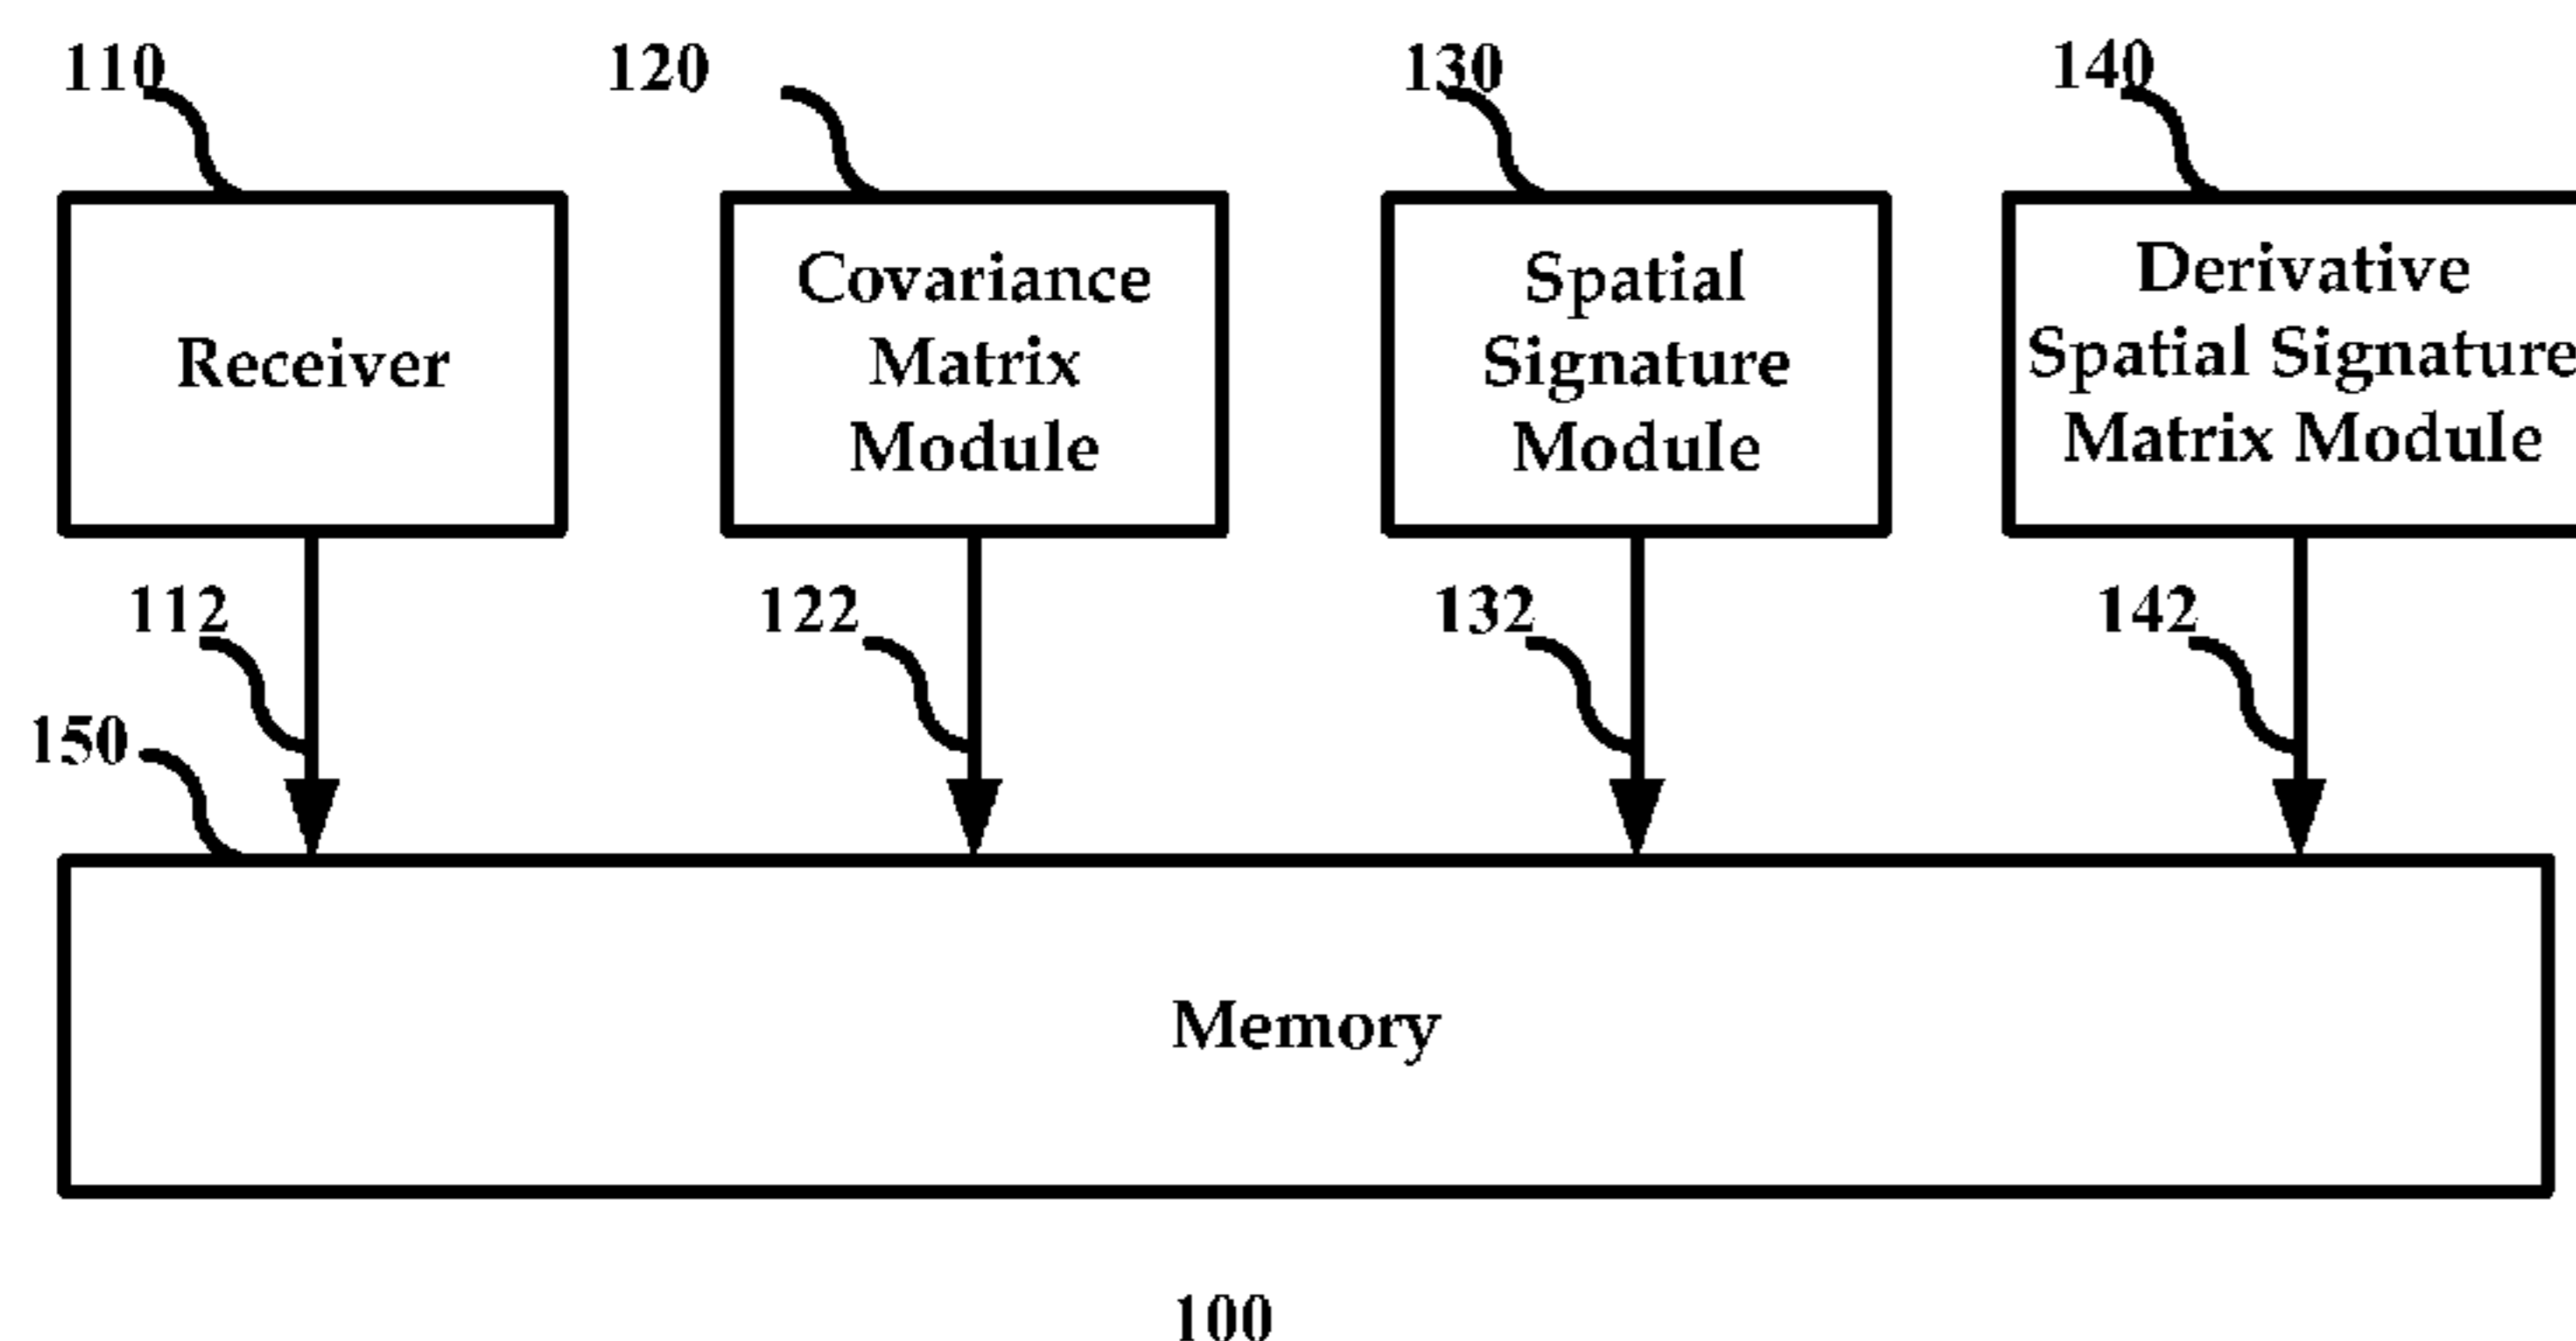 110
120
130
140
Receiver
Covariance
Matrix
Module
Spatial
Signature
Module
Derivative
Spatial Signature
Matrix Module
112
122
132
142
150
Memory
100